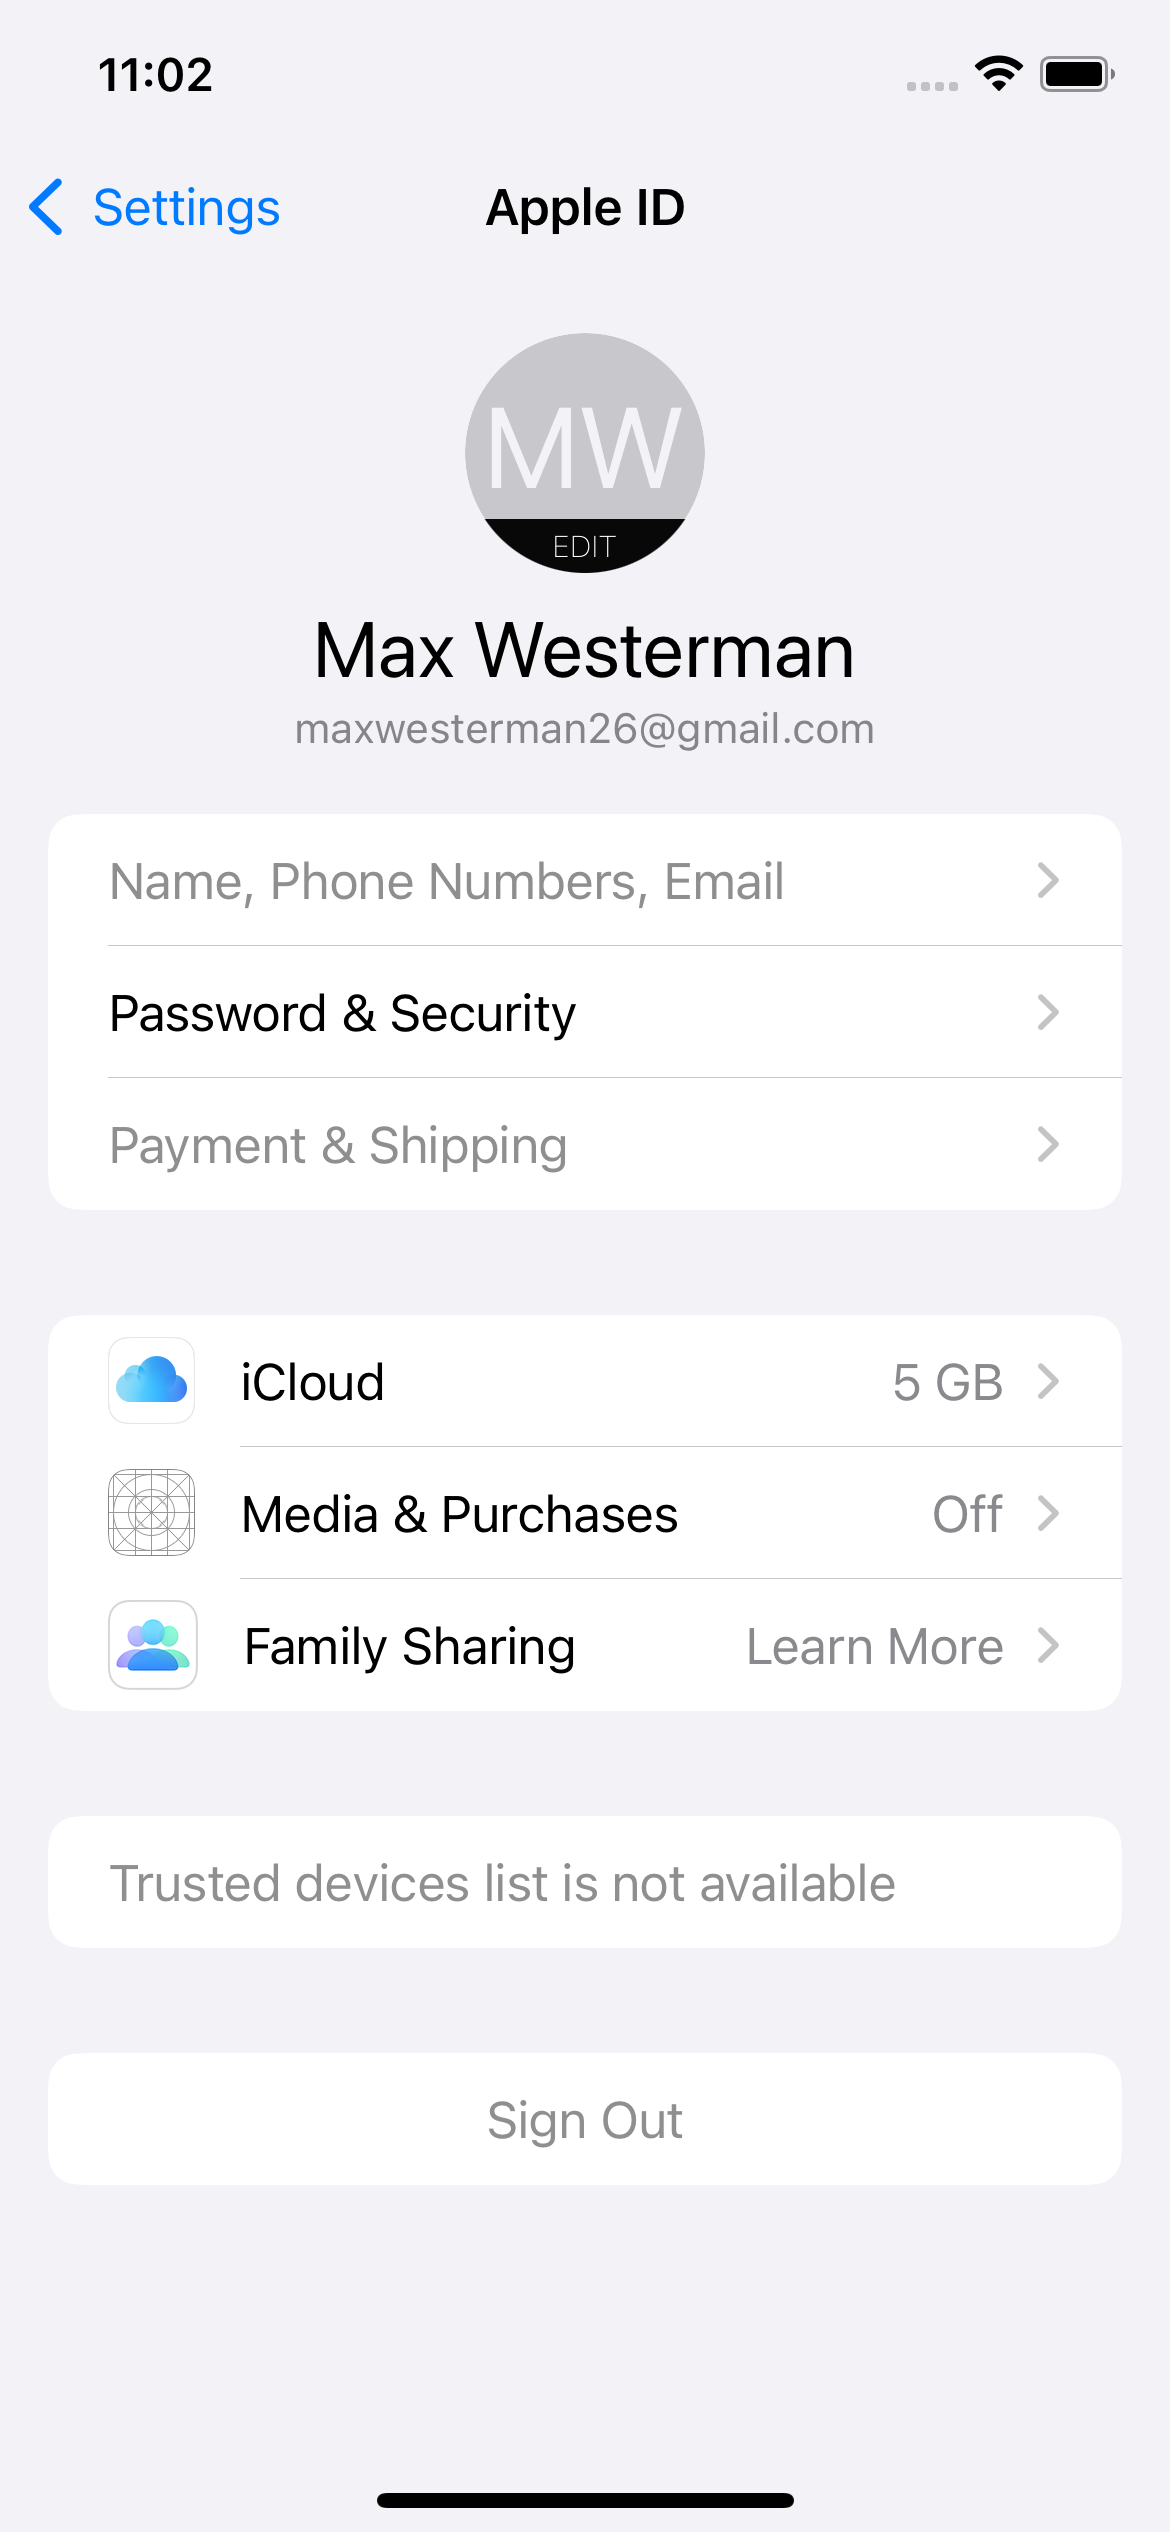 11:02
Settings
Apple ID
MW
EDIT
Max Westerman
maxwesterman26@gmail.com
Name, Phone Numbers, Email
Password & Security
Payment & Shipping
iCloud 5 GB
Media & Purchases Off
Family Sharing Learn More
Trusted devices list is not available
Sign Out